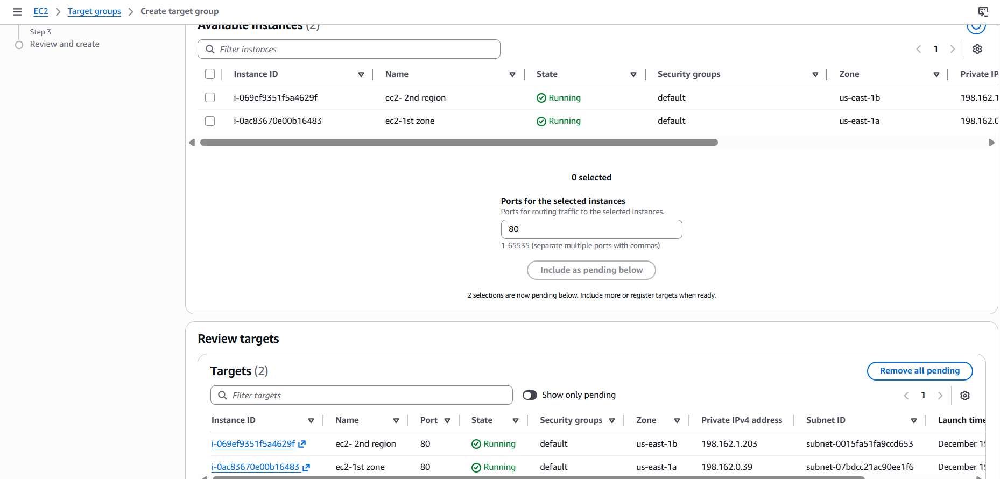 EC2 > Target groups > Create target group
Step 3
Review and create
Available instances (2)
Filter instances
1
Instance ID Name State Security groups Zone Private IP
i-069ef9351f5a4629f ec2- 2nd region Running default us-east-1b 198.162.1
i-0ac83670e00b16483 ec2-1st zone Running default us-east-1a 198.162.0
0 selected
Ports for the selected instances
Ports for routing traffic to the selected instances.
80
1-65535 (separate multiple ports with commas)
Include as pending below
2 selections are now pending below. Include more or register targets when ready.
Review targets
Targets (2)
Remove all pending
Filter targets
Show only pending
1
Instance ID Name Port State Security groups Zone Private IPv4 address Subnet ID Launch time
i-069ef9351f5a4629f ec2- 2nd region 80 Running default us-east-1b 198.162.1.203 subnet-0015fa51fa9ccd653 December 19
i-0ac83670e00b16483 ec2-1st zone 80 Running default us-east-1a 198.162.0.39 subnet-07bdcc21ac90ee1f6 December 19